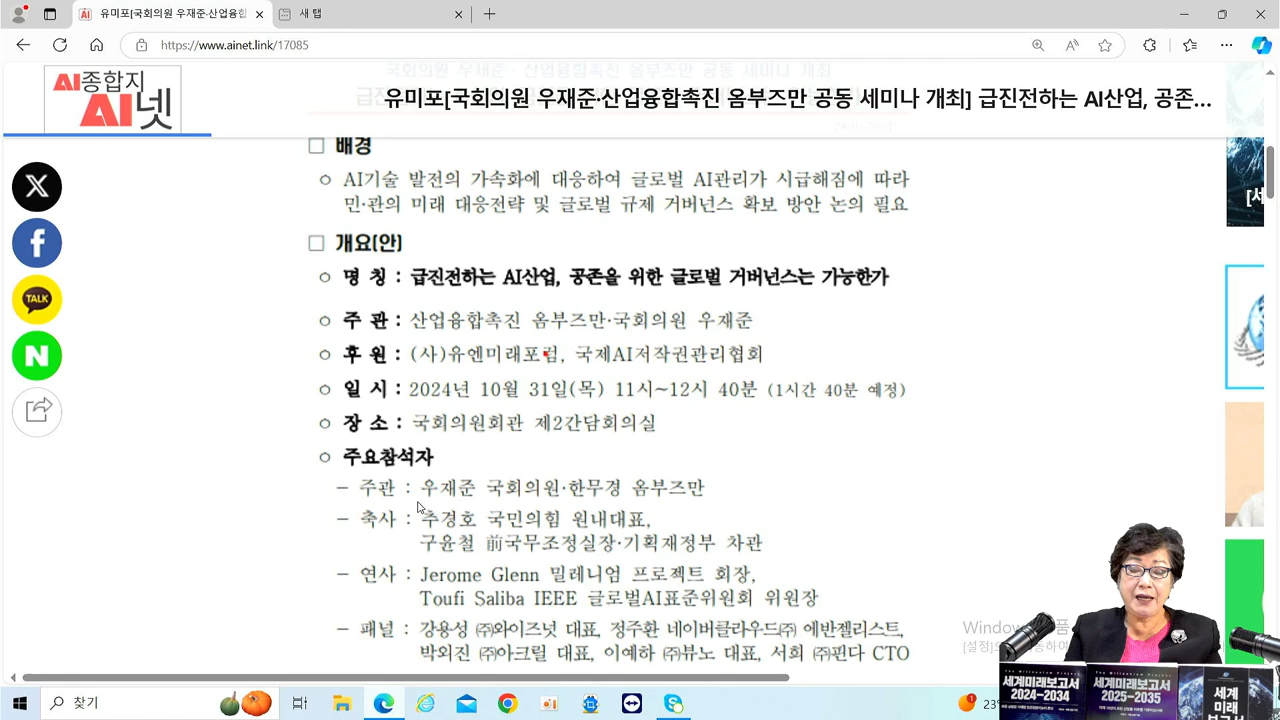 유미포[국회의원 우재준·산업융합
새 탭
https://www.ainet.link/17085
AI종합지
AI넷
유미포[국회의원 우재준·산업융합촉진 옴부즈만 공동 세미나 개최] 급진전하는 AI산업, 공존...
□ 배경
○ AI기술 발전의 가속화에 대응하여 글로벌 AI관리가 시급해짐에 따라
민·관의 미래 대응전략 및 글로벌 규제 거버넌스 확보 방안 논의 필요
□ 개요(안)
○ 명 칭 : 급진전하는 AI산업, 공존을 위한 글로벌 거버넌스는 가능한가
○ 주 관 : 산업융합촉진 옴부즈만·국회의원 우재준
○ 후 원 : (사)유엔미래포럼, 국제AI저작권관리협회
○ 일 시 : 2024년 10월 31일(목) 11시~12시 40분 (1시간 40분 예정)
○ 장 소 : 국회의원회관 제2간담회의실
○ 주요참석자
- 주관 : 우재준 국회의원·한무경 옴부즈만
- 축사 : 추경호 국민의힘 원내대표,
구윤철 前국무조정실장·기획재정부 차관
- 연사 : Jerome Glenn 밀레니엄 프로젝트 회장,
Toufi Saliba IEEE 글로벌AI표준위원회 위원장
- 패널 : 강용성 ㈜와이즈넛 대표, 정주환 네이버클라우드㈜ 에반젤리스트,
박외진 ㈜아크릴 대표, 이예하 ㈜뷰노 대표, 서희 ㈜핀다 CTO
TALK
N
[세
Windows
세계미래보고서
2024-2034
세계미래보고서
2025-2035
세계
미래
찾기
23°